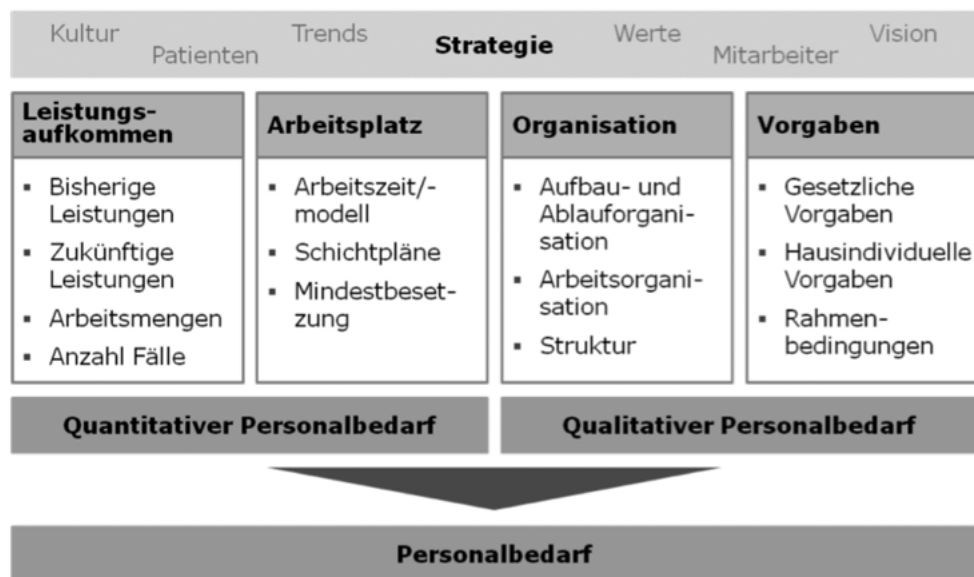 Kultur Trends Strategie Werte Vision
Patienten Mitarbeiter
Leistungs-
aufkommen
▪ Bisherige
Leistungen
▪ Zukünftige
Leistungen
▪ Arbeitsmengen
▪ Anzahl Fälle
Arbeitsplatz
▪ Arbeitszeit/-
modell
▪ Schichtpläne
▪ Mindestbeset-
zung
Organisation
▪ Aufbau- und
Ablauforgani-
sation
▪ Arbeitsorgani-
sation
▪ Struktur
Vorgaben
▪ Gesetzliche
Vorgaben
▪ Hausindividuelle
Vorgaben
▪ Rahmen-
bedingungen
Quantitativer Personalbedarf
Qualitativer Personalbedarf
Personalbedarf